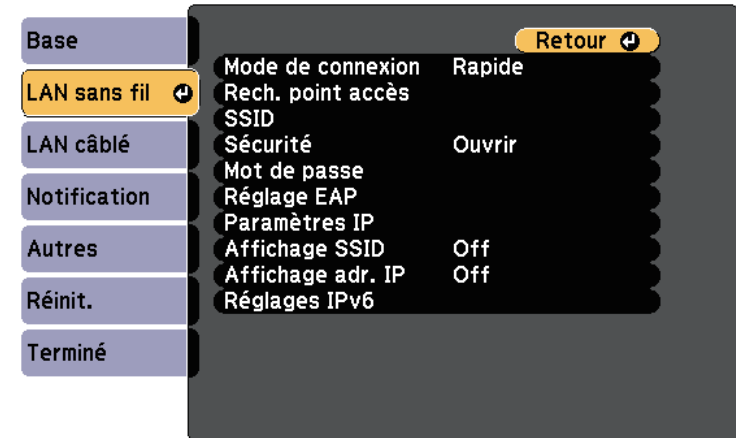 Base
LAN sans fil
LAN câblé
Notification
Autres
Réinit.
Terminé
Retour
Mode de connexion Rapide
Rech. point accès
SSID
Sécurité Ouvrir
Mot de passe
Réglage EAP
Paramètres IP
Affichage SSID Off
Affichage adr. IP Off
Réglages IPv6